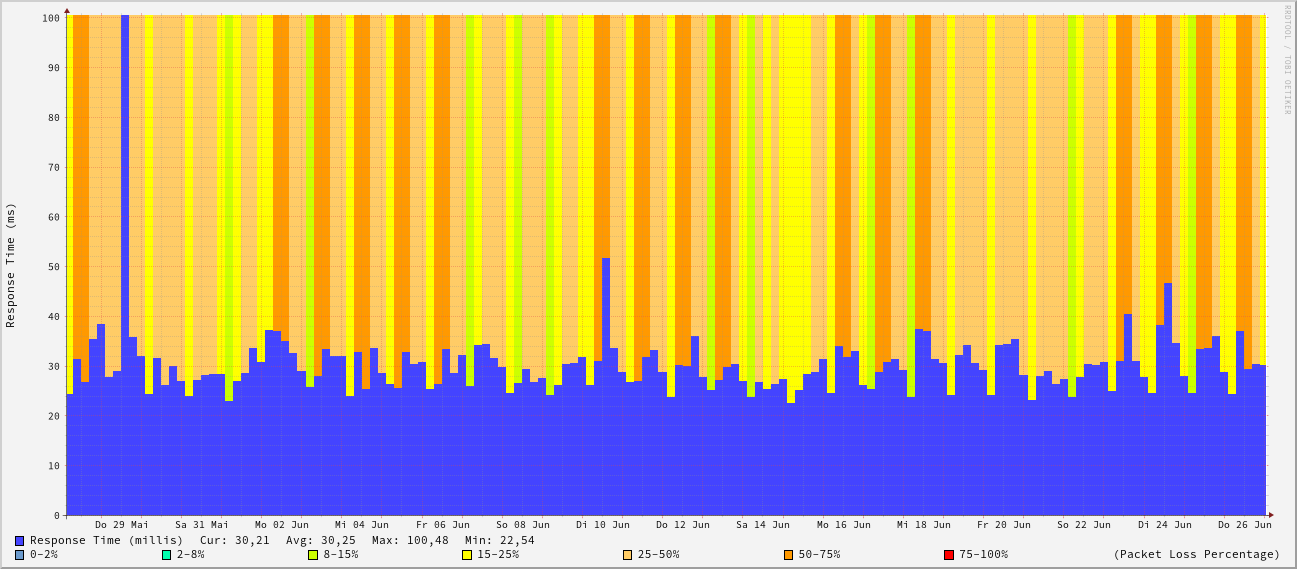 RRDTOOL / TOBI OETIKER
Response Time (ms)
100
90
80
70
60
50
40
30
20
10
0
Do 29 Mai Sa 31 Mai Mo 02 Jun Mi 04 Jun Fr 06 Jun So 08 Jun Di 10 Jun Do 12 Jun Sa 14 Jun Mo 16 Jun Mi 18 Jun Fr 20 Jun So 22 Jun Di 24 Jun Do 26 Jun
Response Time (millis) Cur: 30,21 Avg: 30,25 Max: 100,48 Min: 22,54
0-2% 2-8% 8-15% 15-25% 25-50% 50-75% 75-100% (Packet Loss Percentage)